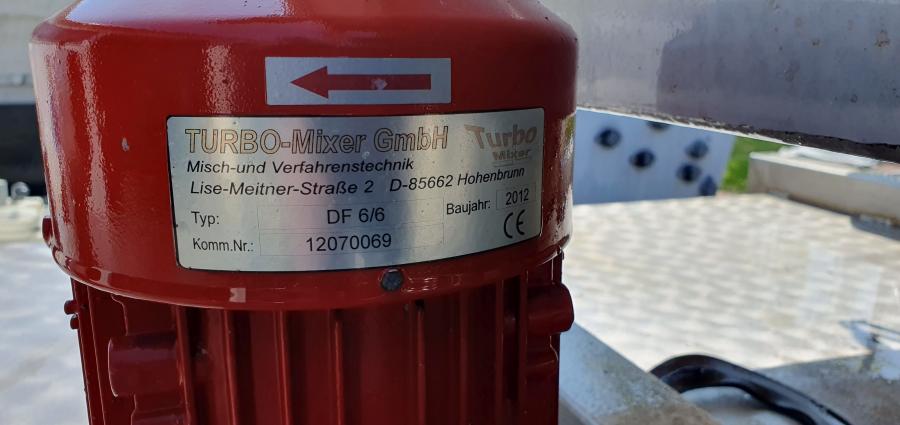 TURBO-Mixer GmbH
Turbo
Mixer
Misch-und Verfahrenstechnik
Lise-Meitner-Straße 2 D-85662 Hohenbrunn
Typ: DF 6/6 Baujahr: 2012
Komm.Nr.: 12070069 CE